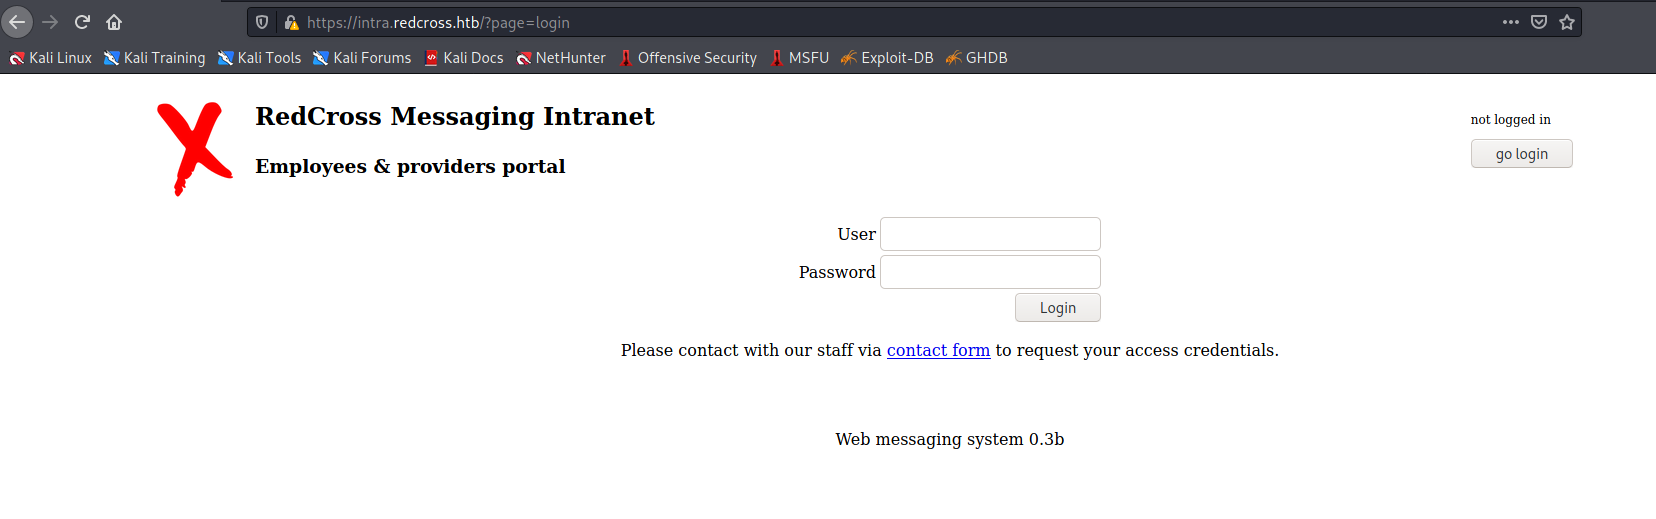 https://intra.redcross.htb/?page=login
Kali Linux Kali Training Kali Tools Kali Forums Kali Docs NetHunter Offensive Security MSFU Exploit-DB GHDB
RedCross Messaging Intranet
Employees & providers portal
not logged in
go login
User
Password
Login
Please contact with our staff via contact form to request your access credentials.
Web messaging system 0.3b